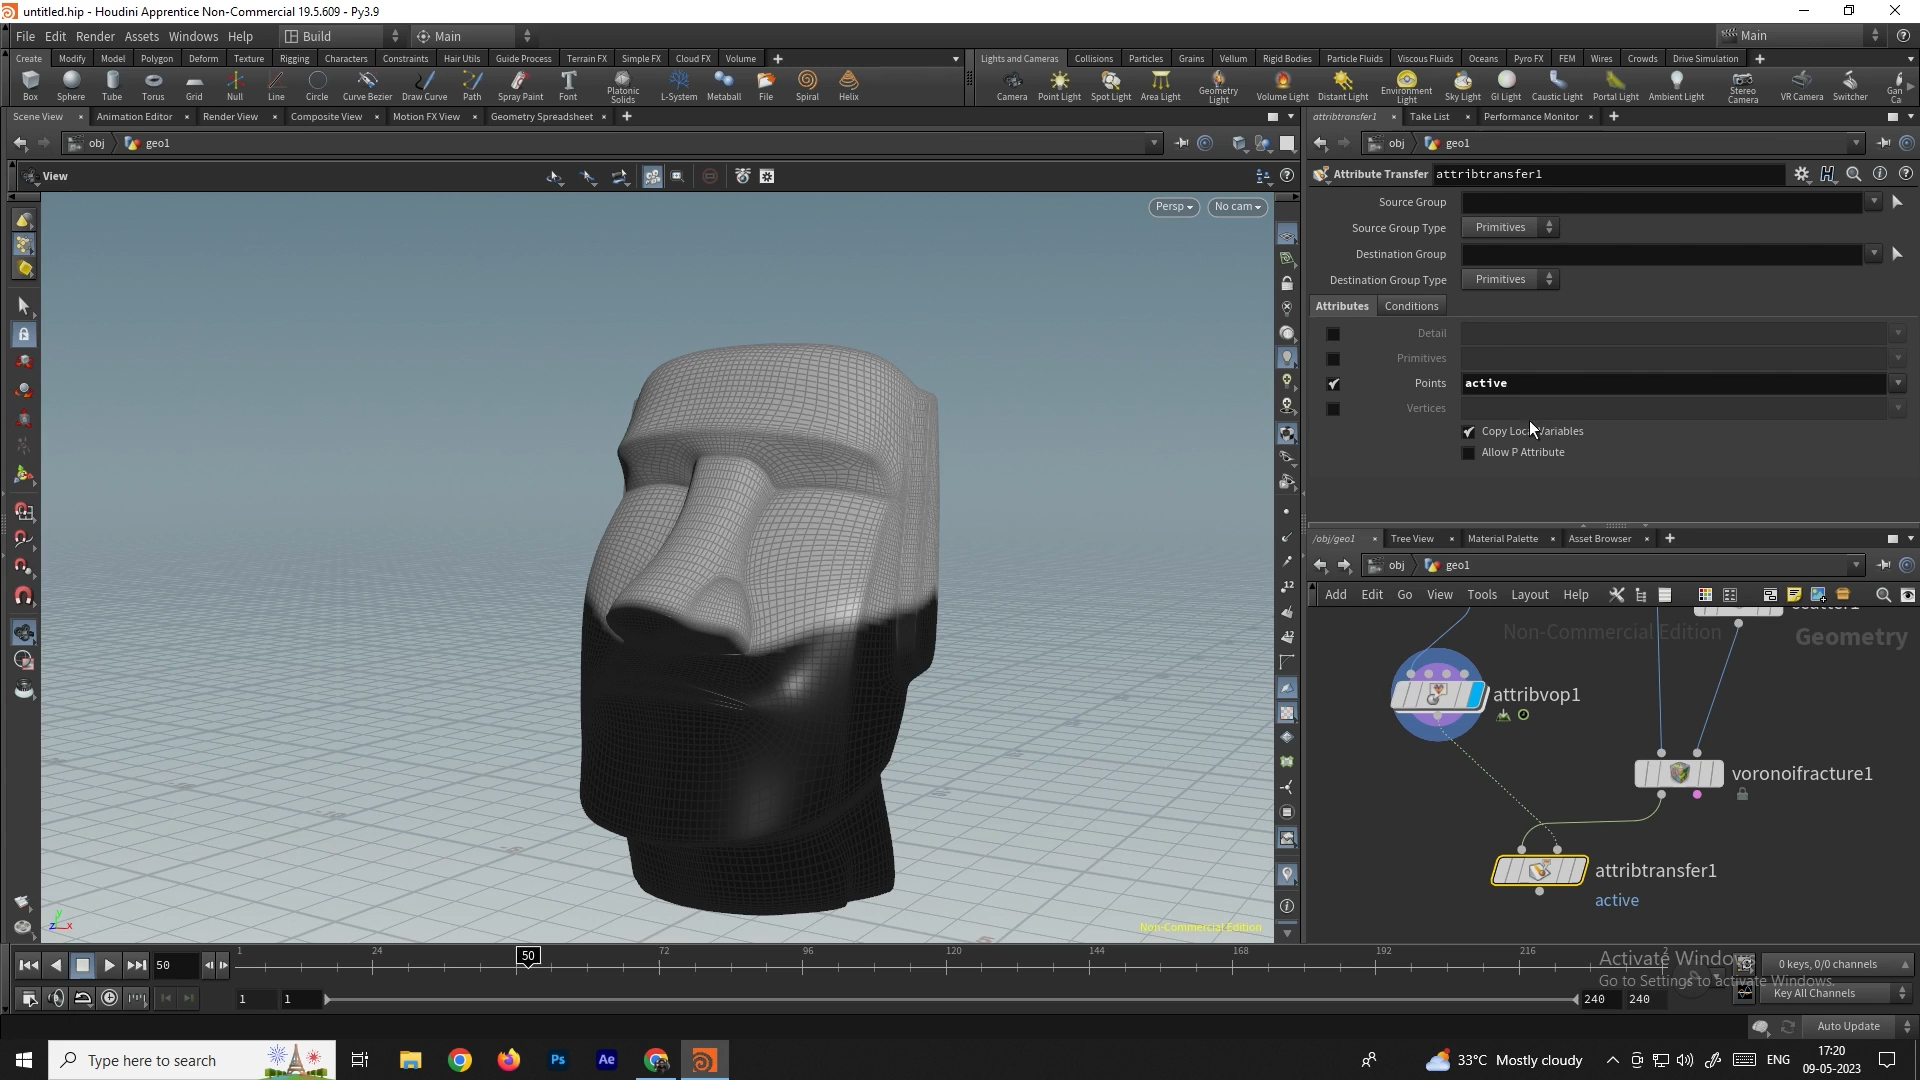 untitled.hip - Houdini Apprentice Non-Commercial 19.5.609 - Py3.9
File Edit Render Assets Windows Help Build Main Main
Create Modify Model Polygon Deform Texture Rigging Characters Constraints Hair Utils Guide Process Terrain FX Simple FX Cloud FX Volume
Lights and Cameras Collisions Particles Grains Vellum Rigid Bodies Particle Fluids Viscous Fluids Oceans Pyro FX FEM Wires Crowds Drive Simulation
Box Sphere Tube Torus Grid Null Line Circle Curve Bezier Draw Curve Path Spray Paint Font Platonic Solids L-System Metaball File Spiral Helix
Camera Point Light Spot Light Area Light Geometry Light Volume Light Distant Light Environment Light Sky Light GI Light Caustic Light Portal Light Ambient Light Stereo Camera VR Camera Switcher Gan Ca
Scene View Animation Editor Render View Composite View Motion FX View Geometry Spreadsheet
attribtransfer1 Take List Performance Monitor
obj geo1
obj geo1
View
Persp No cam
Attribute Transfer attribtransfer1
Source Group
Source Group Type Primitives
Destination Group
Destination Group Type Primitives
Attributes Conditions
Detail
Primitives
Points active
Vertices
Copy Local Variables
Allow P Attribute
/obj/geo1 Tree View Material Palette Asset Browser
obj geo1
Add Edit Go View Tools Layout Help
Non-Commercial Edition Geometry
attribvop1
voronoifracture1
attribtransfer1
active
12
12
y
z x
Non-Commercial Edition
50 1 24 50 72 96 120 144 168 192 216 2
0 keys, 0/0 channels
Activate Windows
Go to Settings to activate Windows.
1 1 240 240
Key All Channels
Auto Update
Type here to search
Ps Ae
33°C Mostly cloudy
ENG
17:20
09-05-2023